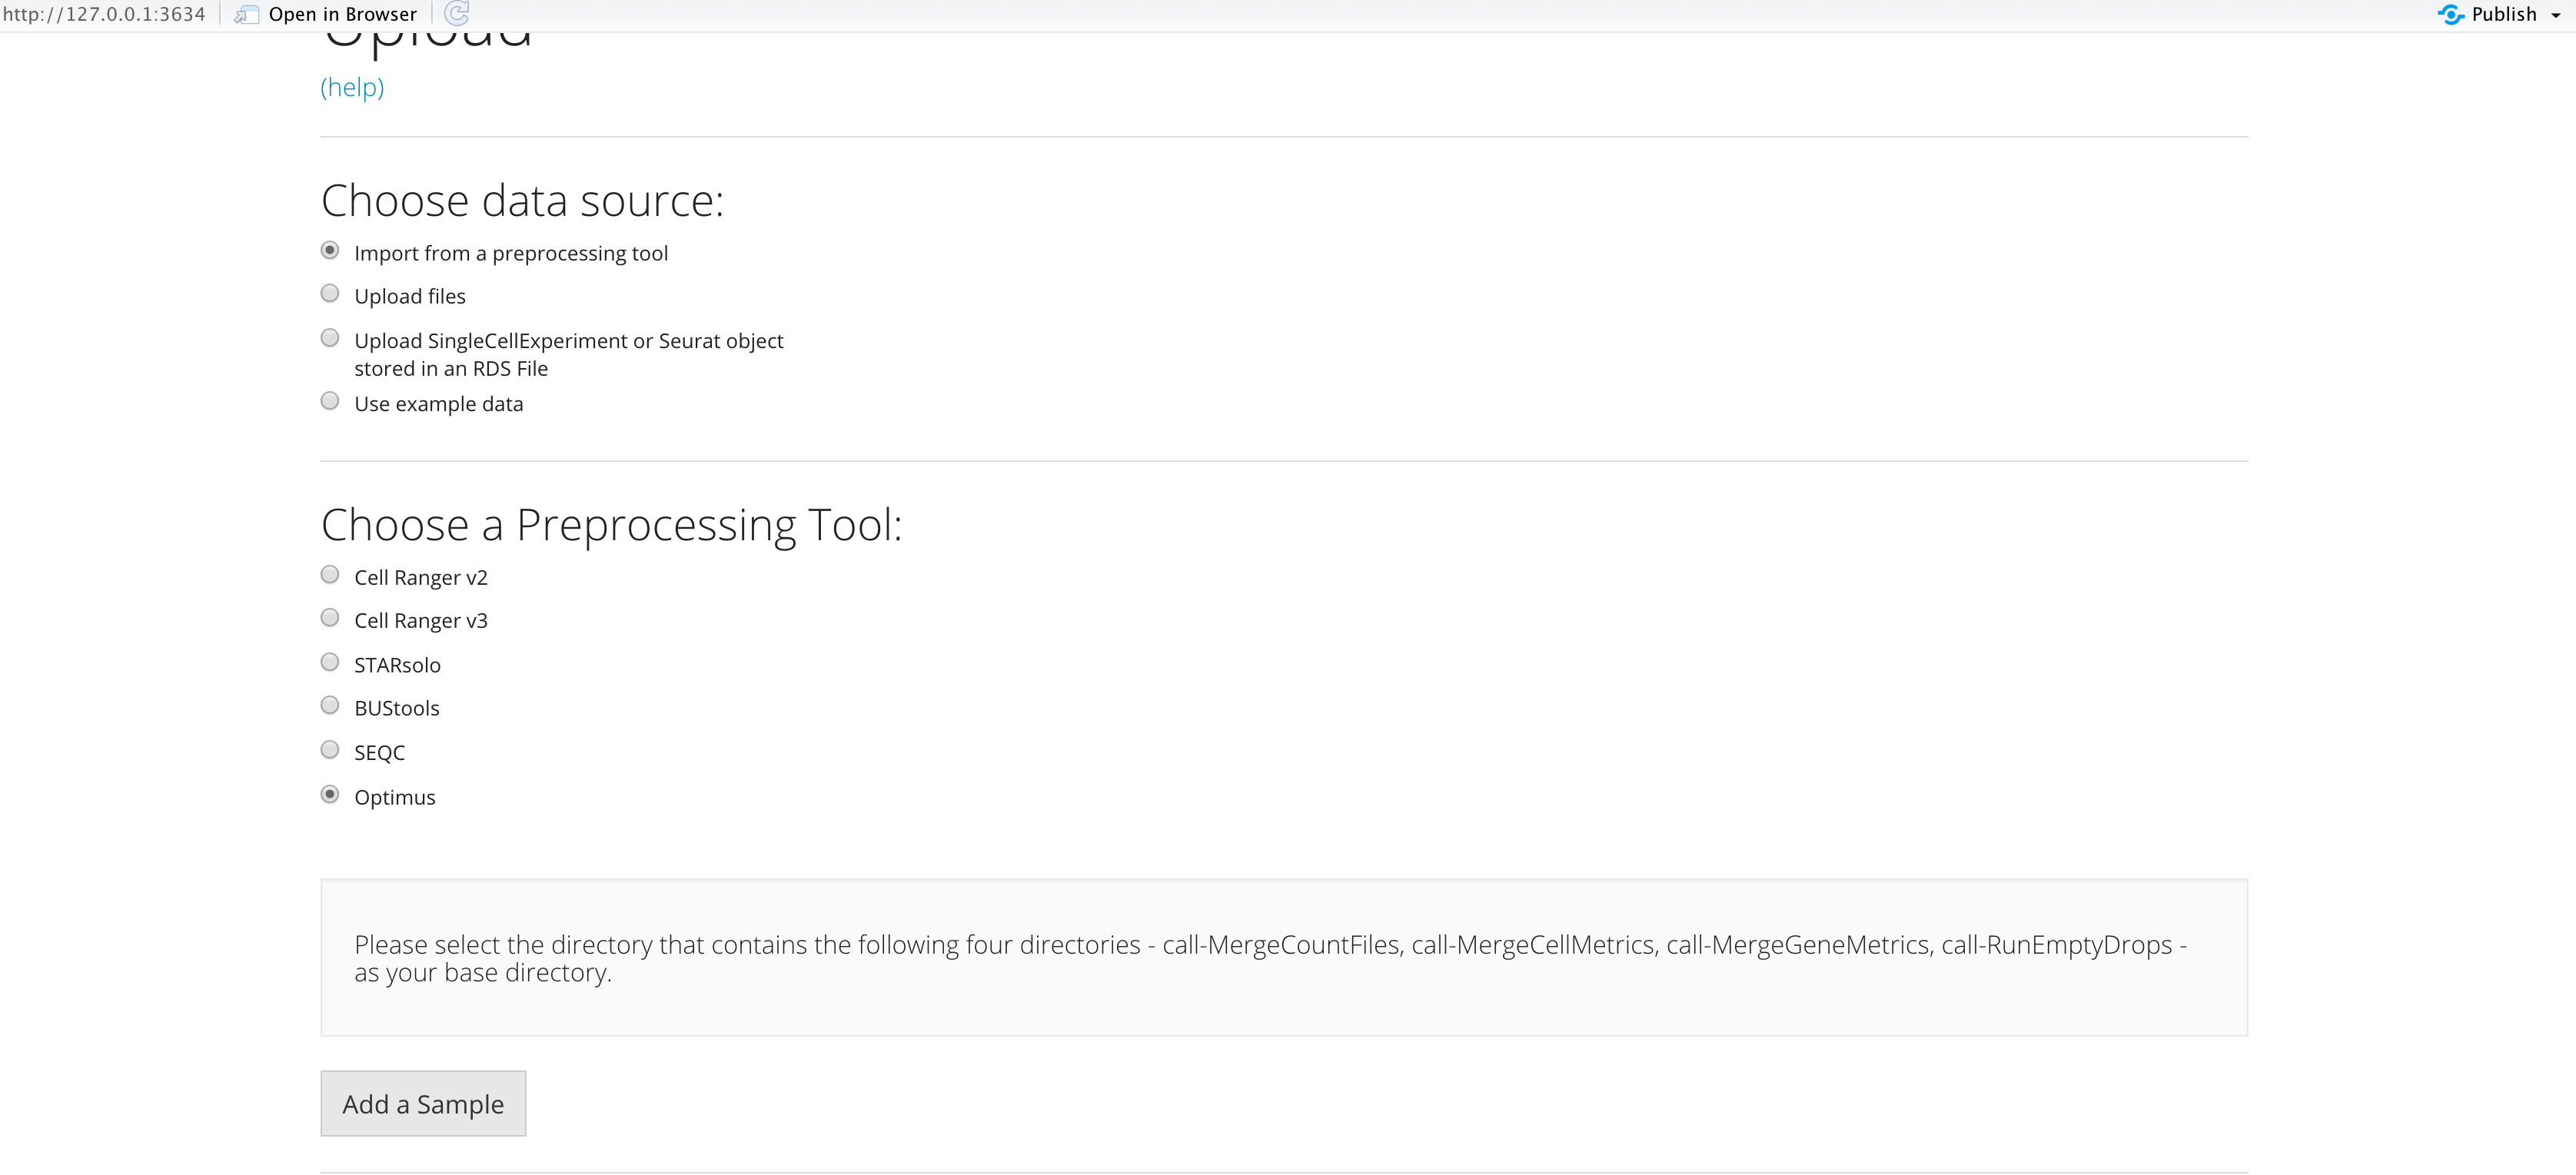 http://127.0.0.1:3634 Open in Browser Publish
Upload
(help)
Choose data source:
Import from a preprocessing tool
Upload files
Upload SingleCellExperiment or Seurat object
stored in an RDS File
Use example data
Choose a Preprocessing Tool:
Cell Ranger v2
Cell Ranger v3
STARsolo
BUStools
SEQC
Optimus
Please select the directory that contains the following four directories - call-MergeCountFiles, call-MergeCellMetrics, call-MergeGeneMetrics, call-RunEmptyDrops -
as your base directory.
Add a Sample